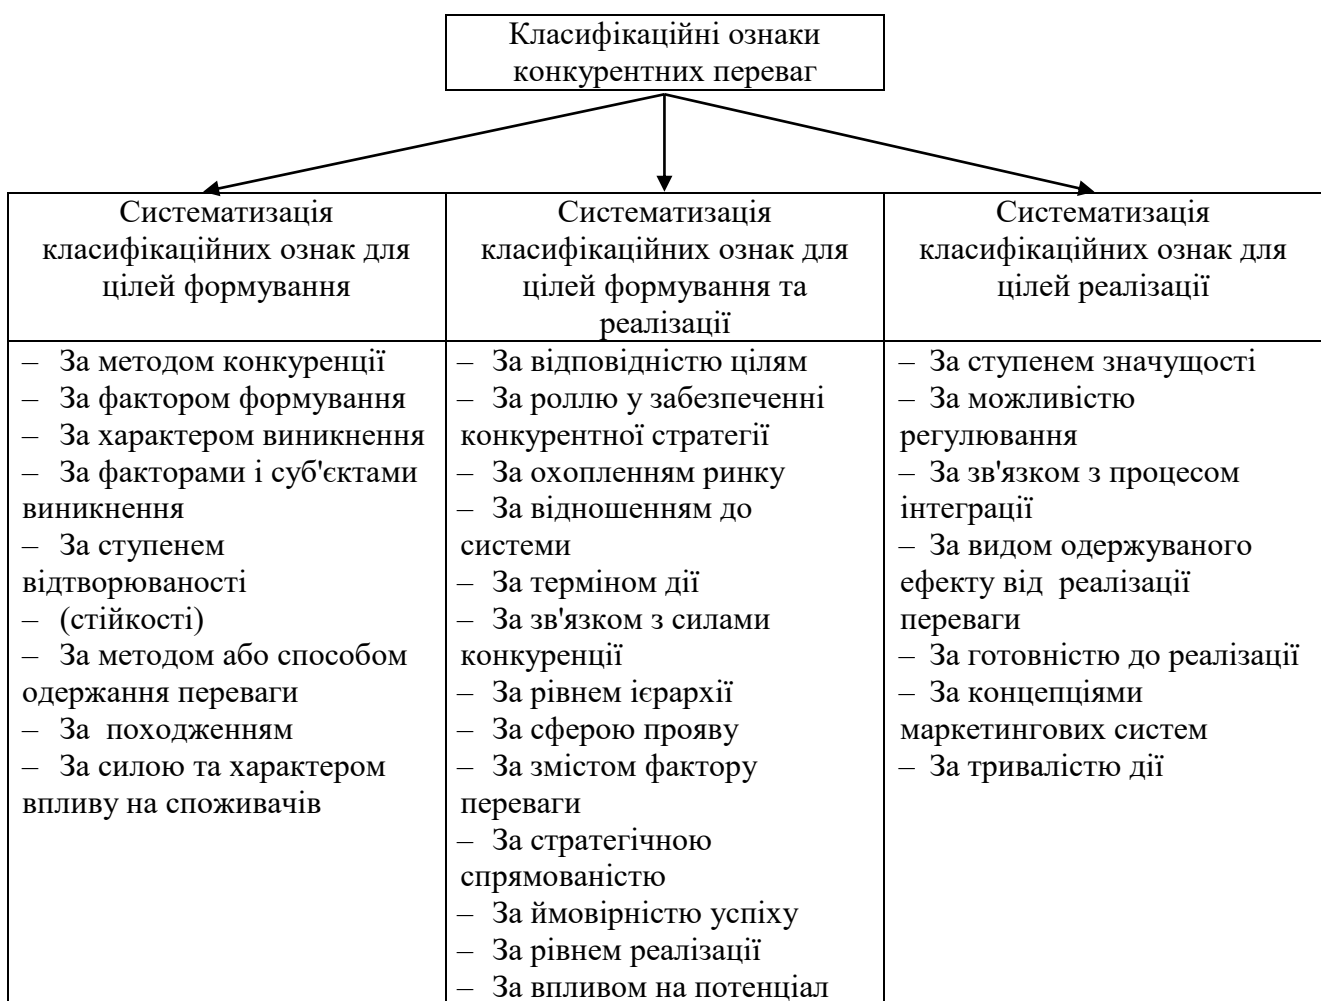 Класифікаційні ознаки
конкурентних переваг
Систематизація
класифікаційних ознак для
цілей формування
– За методом конкуренції
– За фактором формування
– За характером виникнення
– За факторами і суб'єктами
виникнення
– За ступенем
відтворюваності
– (стійкості)
– За методом або способом
одержання переваги
– За походженням
– За силою та характером
впливу на споживачів
Систематизація
класифікаційних ознак для
цілей формування та
реалізації
– За відповідністю цілям
– За роллю у забезпеченні
конкурентної стратегії
– За охопленням ринку
– За відношенням до
системи
– За терміном дії
– За зв'язком з силами
конкуренції
– За рівнем ієрархії
– За сферою прояву
– За змістом фактору
переваги
– За стратегічною
спрямованістю
– За ймовірністю успіху
– За рівнем реалізації
– За впливом на потенціал
Систематизація
класифікаційних ознак для
цілей реалізації
– За ступенем значущості
– За можливістю
регулювання
– За зв'язком з процесом
інтеграції
– За видом одержуваного
ефекту від реалізації
переваги
– За готовністю до реалізації
– За концепціями
маркетингових систем
– За тривалістю дії